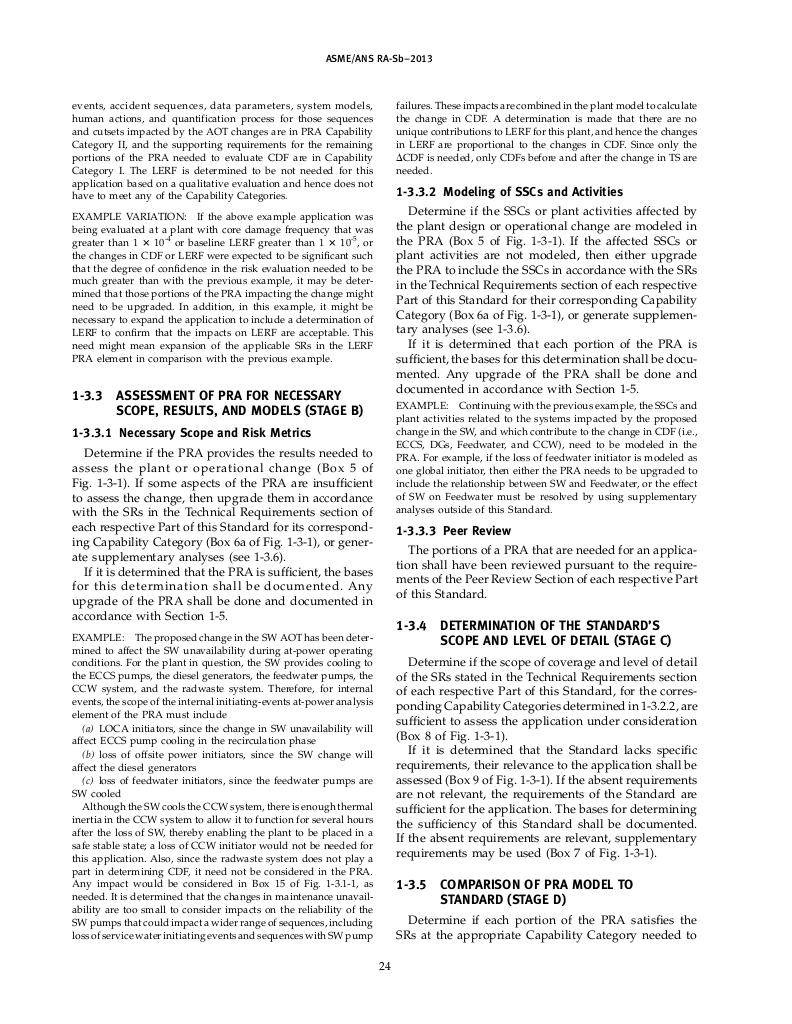 ASME/ANS RA-Sb–2013
events, accident sequences, data parameters, system models,
human actions, and quantification process for those sequences
and cutsets impacted by the AOT changes are in PRA Capability
Category II, and the supporting requirements for the remaining
portions of the PRA needed to evaluate CDF are in Capability
Category I. The LERF is determined to be not needed for this
application based on a qualitative evaluation and hence does not
have to meet any of the Capability Categories.
EXAMPLE VARIATION: If the above example application was
being evaluated at a plant with core damage frequency that was
greater than 1 × 10⁻⁴ or baseline LERF greater than 1 × 10⁻⁵, or
the changes in CDF or LERF were expected to be significant such
that the degree of confidence in the risk evaluation needed to be
much greater than with the previous example, it may be deter-
mined that those portions of the PRA impacting the change might
need to be upgraded. In addition, in this example, it might be
necessary to expand the application to include a determination of
LERF to confirm that the impacts on LERF are acceptable. This
need might mean expansion of the applicable SRs in the LERF
PRA element in comparison with the previous example.
1-3.3 ASSESSMENT OF PRA FOR NECESSARY
SCOPE, RESULTS, AND MODELS (STAGE B)
1-3.3.1 Necessary Scope and Risk Metrics
Determine if the PRA provides the results needed to
assess the plant or operational change (Box 5 of
Fig. 1-3-1). If some aspects of the PRA are insufficient
to assess the change, then upgrade them in accordance
with the SRs in the Technical Requirements section of
each respective Part of this Standard for its correspond-
ing Capability Category (Box 6a of Fig. 1-3-1), or gener-
ate supplementary analyses (see 1-3.6).
If it is determined that the PRA is sufficient, the bases
for this determination shall be documented. Any
upgrade of the PRA shall be done and documented in
accordance with Section 1-5.
EXAMPLE: The proposed change in the SW AOT has been deter-
mined to affect the SW unavailability during at-power operating
conditions. For the plant in question, the SW provides cooling to
the ECCS pumps, the diesel generators, the feedwater pumps, the
CCW system, and the radwaste system. Therefore, for internal
events, the scope of the internal initiating-events at-power analysis
element of the PRA must include
(a) LOCA initiators, since the change in SW unavailability will
affect ECCS pump cooling in the recirculation phase
(b) loss of offsite power initiators, since the SW change will
affect the diesel generators
(c) loss of feedwater initiators, since the feedwater pumps are
SW cooled
Although the SW cools the CCW system, there is enough thermal
inertia in the CCW system to allow it to function for several hours
after the loss of SW, thereby enabling the plant to be placed in a
safe stable state; a loss of CCW initiator would not be needed for
this application. Also, since the radwaste system does not play a
part in determining CDF, it need not be considered in the PRA.
Any impact would be considered in Box 15 of Fig. 1-3.1-1, as
needed. It is determined that the changes in maintenance unavail-
ability are too small to consider impacts on the reliability of the
SW pumps that could impact a wider range of sequences, including
loss of service water initiating events and sequences with SW pump
failures. These impacts are combined in the plant model to calculate
the change in CDF. A determination is made that there are no
unique contributions to LERF for this plant, and hence the changes
in LERF are proportional to the changes in CDF. Since only the
ΔCDF is needed, only CDFs before and after the change in TS are
needed.
1-3.3.2 Modeling of SSCs and Activities
Determine if the SSCs or plant activities affected by
the plant design or operational change are modeled in
the PRA (Box 5 of Fig. 1-3-1). If the affected SSCs or
plant activities are not modeled, then either upgrade
the PRA to include the SSCs in accordance with the SRs
in the Technical Requirements section of each respective
Part of this Standard for their corresponding Capability
Category (Box 6a of Fig. 1-3-1), or generate supplemen-
tary analyses (see 1-3.6).
If it is determined that each portion of the PRA is
sufficient, the bases for this determination shall be docu-
mented. Any upgrade of the PRA shall be done and
documented in accordance with Section 1-5.
EXAMPLE: Continuing with the previous example, the SSCs and
plant activities related to the systems impacted by the proposed
change in the SW, and which contribute to the change in CDF (i.e.,
ECCS, DGs, Feedwater, and CCW), need to be modeled in the
PRA. For example, if the loss of feedwater initiator is modeled as
one global initiator, then either the PRA needs to be upgraded to
include the relationship between SW and Feedwater, or the effect
of SW on Feedwater must be resolved by using supplementary
analyses outside of this Standard.
1-3.3.3 Peer Review
The portions of a PRA that are needed for an applica-
tion shall have been reviewed pursuant to the require-
ments of the Peer Review Section of each respective Part
of this Standard.
1-3.4 DETERMINATION OF THE STANDARD'S
SCOPE AND LEVEL OF DETAIL (STAGE C)
Determine if the scope of coverage and level of detail
of the SRs stated in the Technical Requirements section
of each respective Part of this Standard, for the corres-
ponding Capability Categories determined in 1-3.2.2, are
sufficient to assess the application under consideration
(Box 8 of Fig. 1-3-1).
If it is determined that the Standard lacks specific
requirements, their relevance to the application shall be
assessed (Box 9 of Fig. 1-3-1). If the absent requirements
are not relevant, the requirements of the Standard are
sufficient for the application. The bases for determining
the sufficiency of this Standard shall be documented.
If the absent requirements are relevant, supplementary
requirements may be used (Box 7 of Fig. 1-3-1).
1-3.5 COMPARISON OF PRA MODEL TO
STANDARD (STAGE D)
Determine if each portion of the PRA satisfies the
SRs at the appropriate Capability Category needed to
24